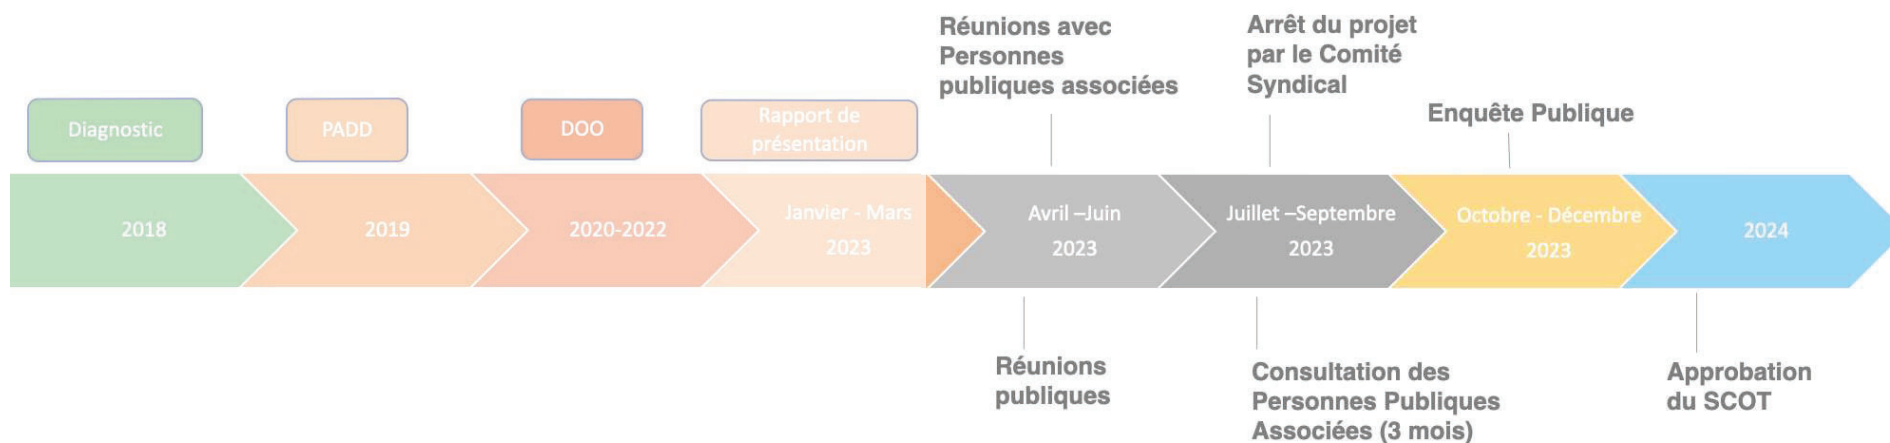 Réunions avec
Personnes
publiques associées
Arrêt du projet
par le Comité
Syndical
Enquête Publique
Diagnostic
PADD
DOO
Rapport de
présentation
2018
2019
2020-2022
Janvier - Mars
2023
Avril –Juin
2023
Juillet –Septembre
2023
Octobre - Décembre
2023
2024
Réunions
publiques
Consultation des
Personnes Publiques
Associées (3 mois)
Approbation
du SCOT